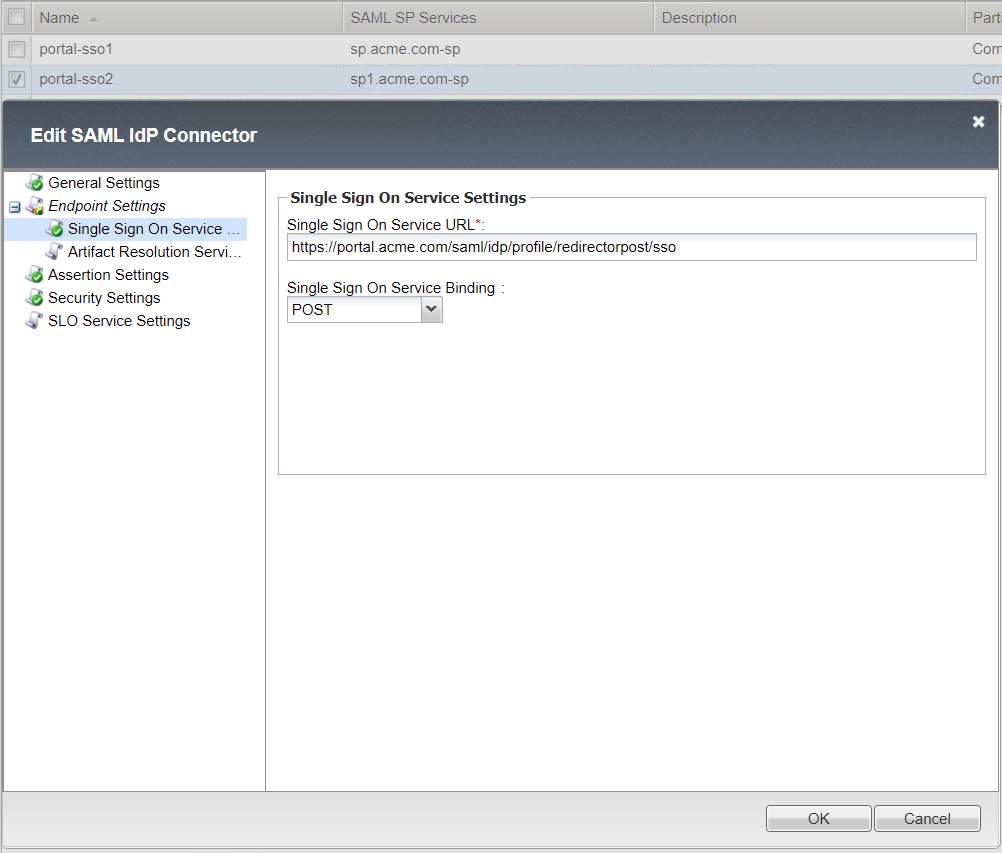 Name SAML SP Services Description Parti
portal-sso1 sp.acme.com-sp Com
portal-sso2 sp1.acme.com-sp Com
Edit SAML IdP Connector
General Settings
Endpoint Settings
Single Sign On Service ...
Artifact Resolution Servi...
Assertion Settings
Security Settings
SLO Service Settings
Single Sign On Service Settings
Single Sign On Service URL*:
https://portal.acme.com/saml/idp/profile/redirectorpost/sso
Single Sign On Service Binding :
POST
OK Cancel